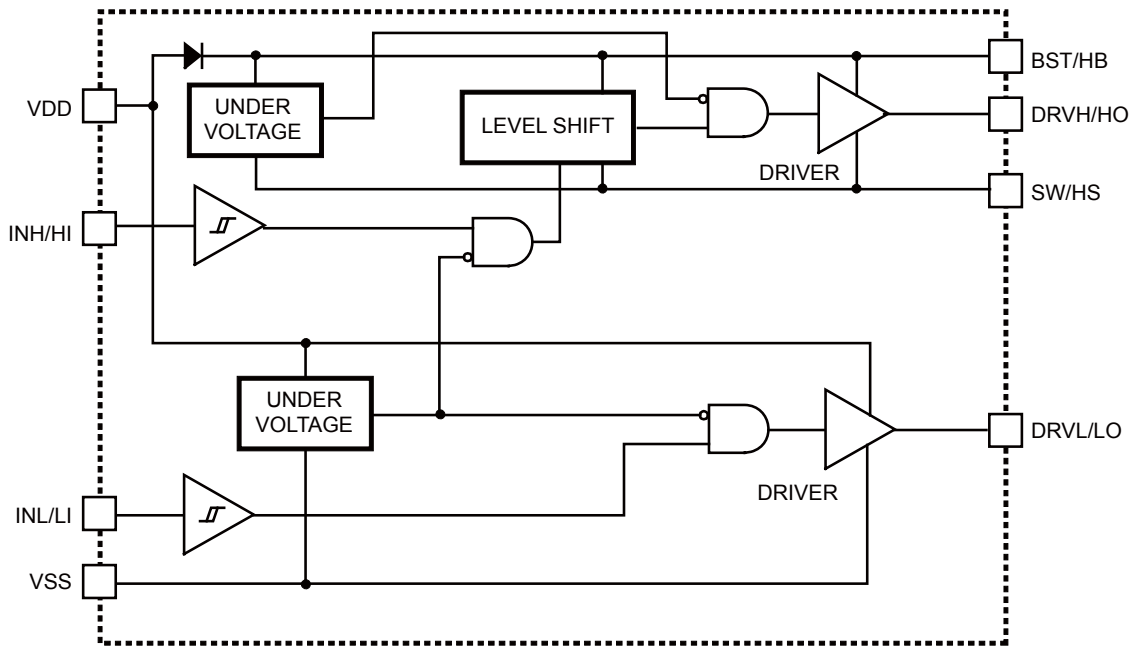 BST/HB
VDD
UNDER
VOLTAGE
LEVEL SHIFT
DRVH/HO
DRIVER
SW/HS
INH/HI
UNDER
VOLTAGE
DRVL/LO
DRIVER
INL/LI
VSS